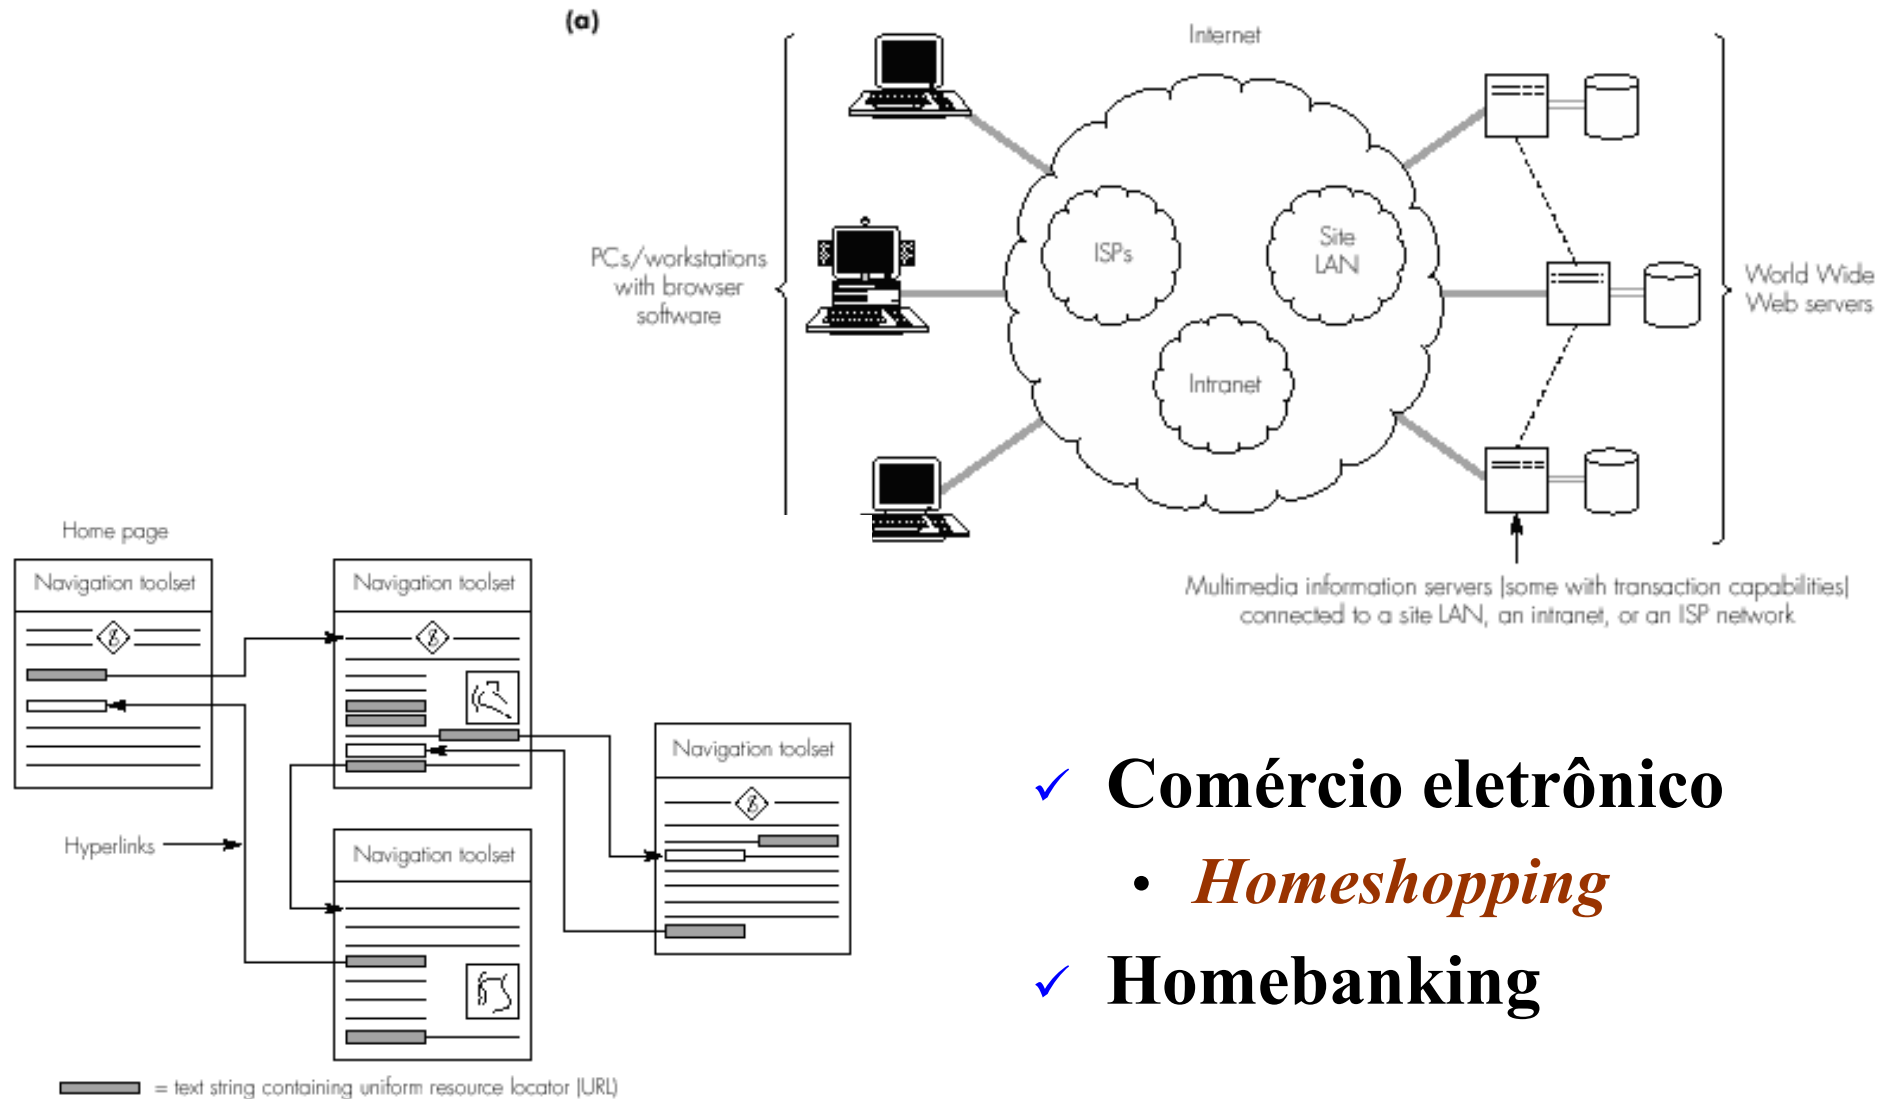 (a)
Internet
ISPs
Site
LAN
Intranet
PCs/workstations
with browser
software
World Wide
Web servers
Multimedia information servers (some with transaction capabilities)
connected to a site LAN, an intranet, or an ISP network
Home page
Navigation toolset
Navigation toolset
Navigation toolset
Hyperlinks
Navigation toolset
= text string containing uniform resource locator (URL)
✓ Comércio eletrônico
• Homeshopping
✓ Homebanking